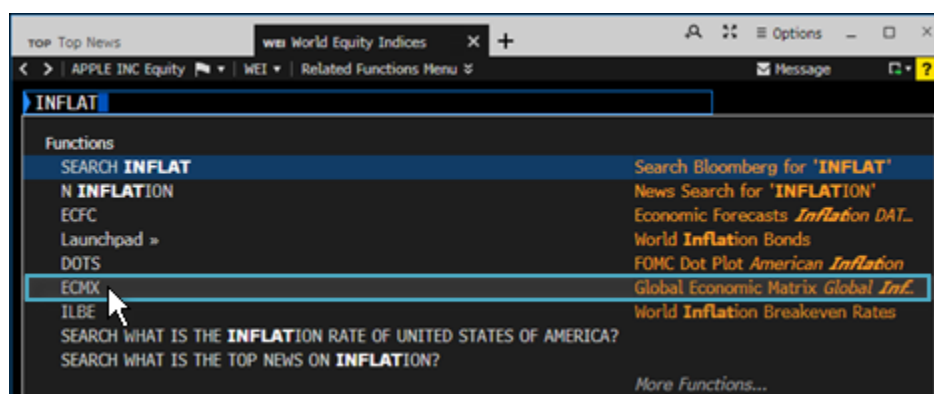 TOP Top News WEI World Equity Indices × +
Options
< > APPLE INC Equity WEI Related Functions Menu Message ?
INFLAT
Functions
SEARCH INFLAT Search Bloomberg for 'INFLAT'
N INFLATION News Search for 'INFLATION'
ECFC Economic Forecasts Inflation DAT...
Launchpad » World Inflation Bonds
DOTS FOMC Dot Plot American Inflation
ECMX Global Economic Matrix Global Inf...
ILBE World Inflation Breakeven Rates
SEARCH WHAT IS THE INFLATION RATE OF UNITED STATES OF AMERICA?
SEARCH WHAT IS THE TOP NEWS ON INFLATION?
More Functions...